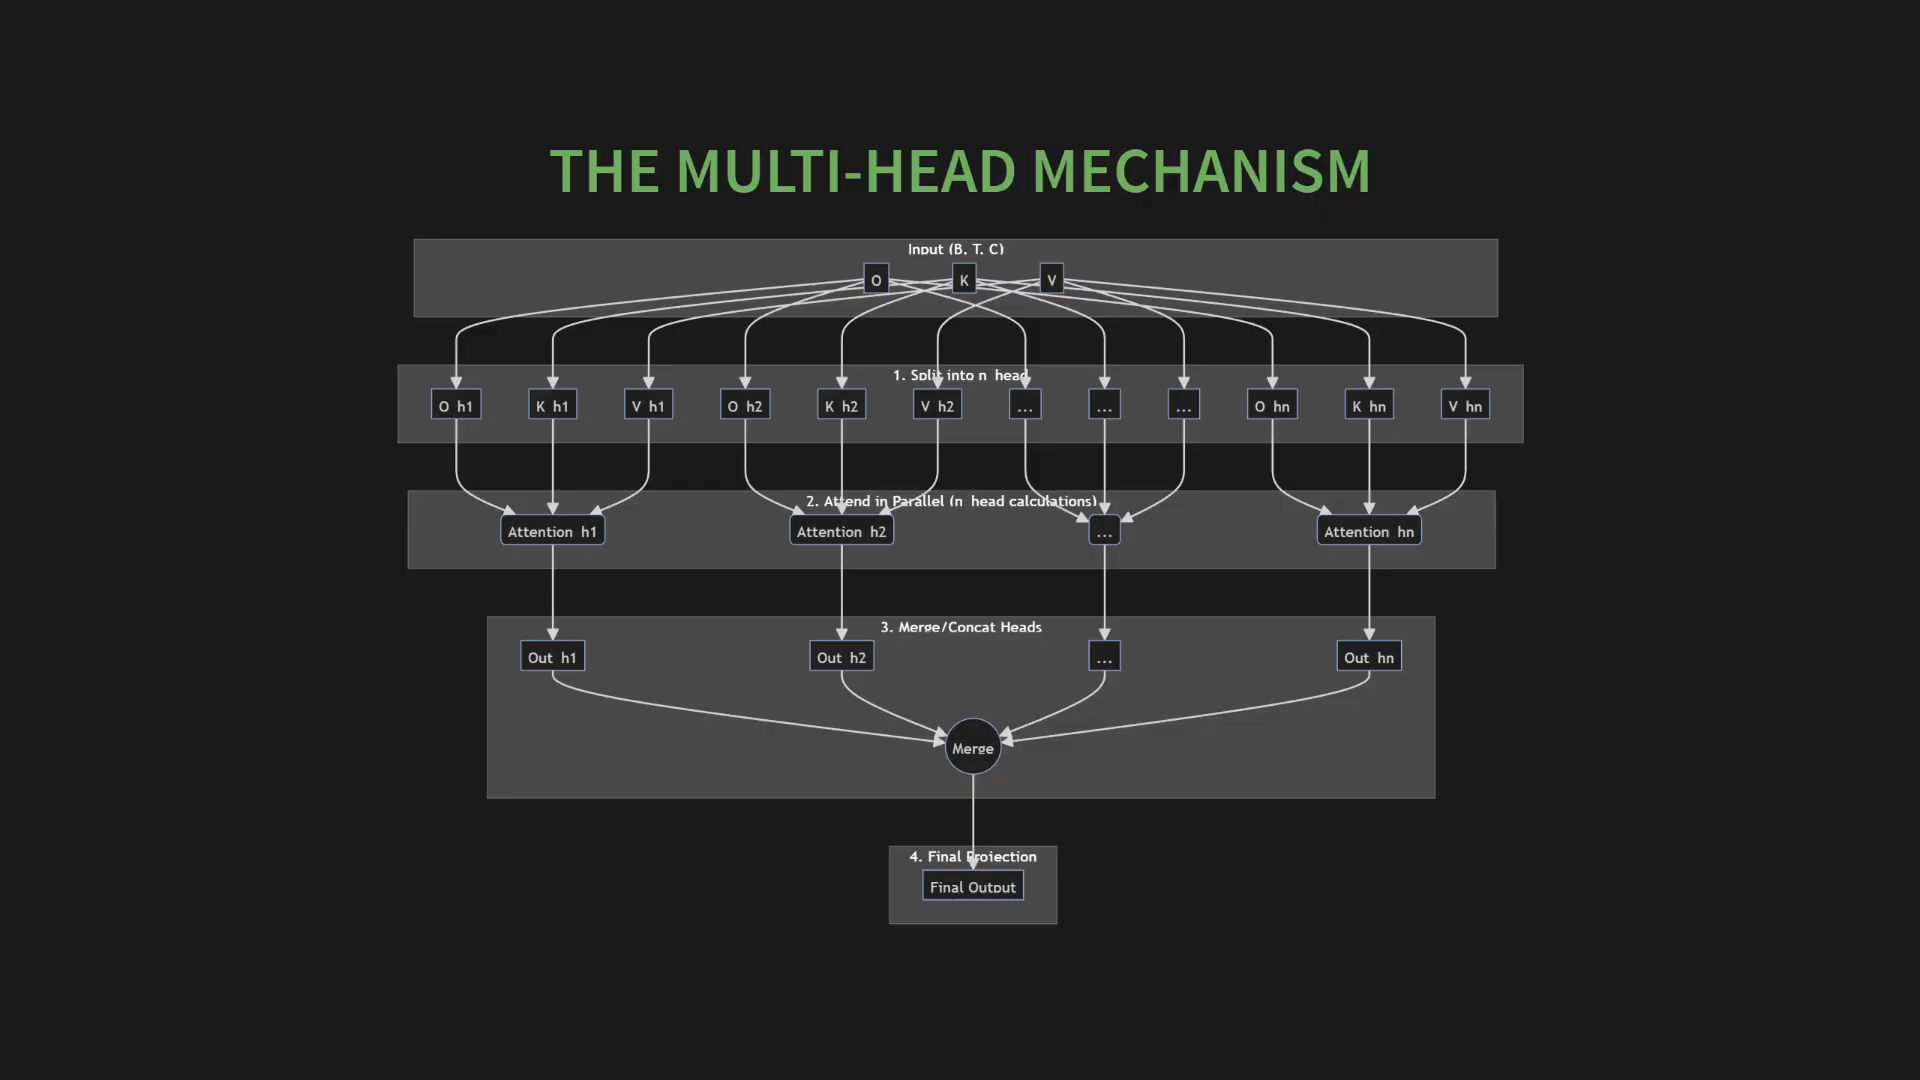 THE MULTI-HEAD MECHANISM
Input (B, T, C)
Q K V
1. Split into n head
Q h1 K h1 V h1 Q h2 K h2 V h2 ... ... ... Q hn K hn V hn
2. Attend in Parallel (n head calculations)
Attention h1 Attention h2 ... Attention hn
3. Merge/Concat Heads
Out h1 Out h2 ... Out hn
Merge
4. Final Projection
Final Output